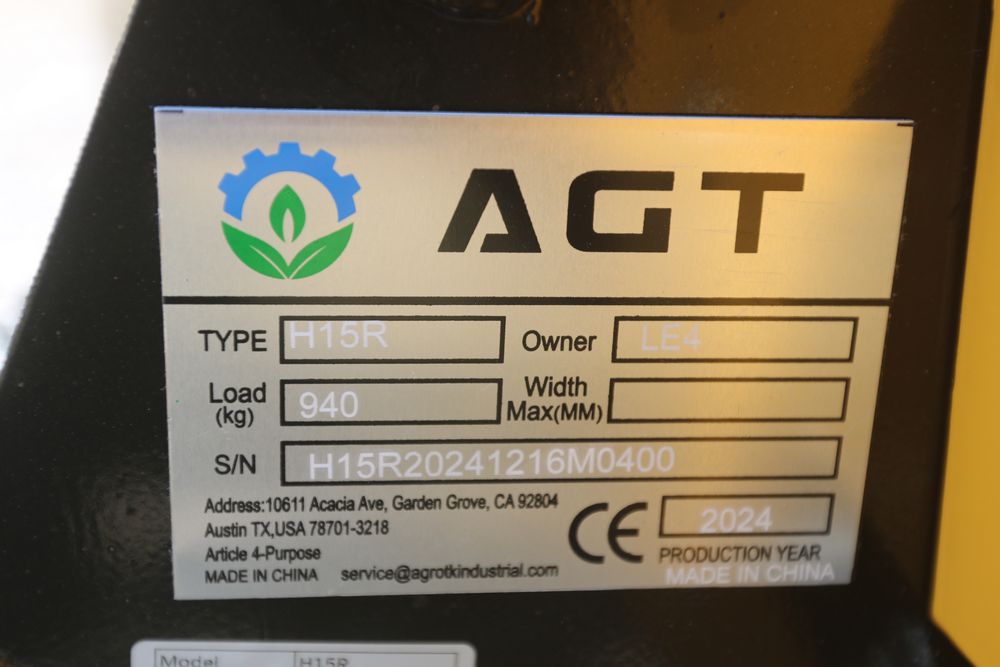 AGT
TYPE H15R Owner LE4
Load (kg) 940 Width Max(MM)
S/N H15R20241216M0400
Address:10611 Acacia Ave, Garden Grove, CA 92804
Austin TX,USA 78701-3218
Article 4-Purpose
MADE IN CHINA service@agrotkindustrial.com
CE 2024
PRODUCTION YEAR
MADE IN CHINA
Model H15R